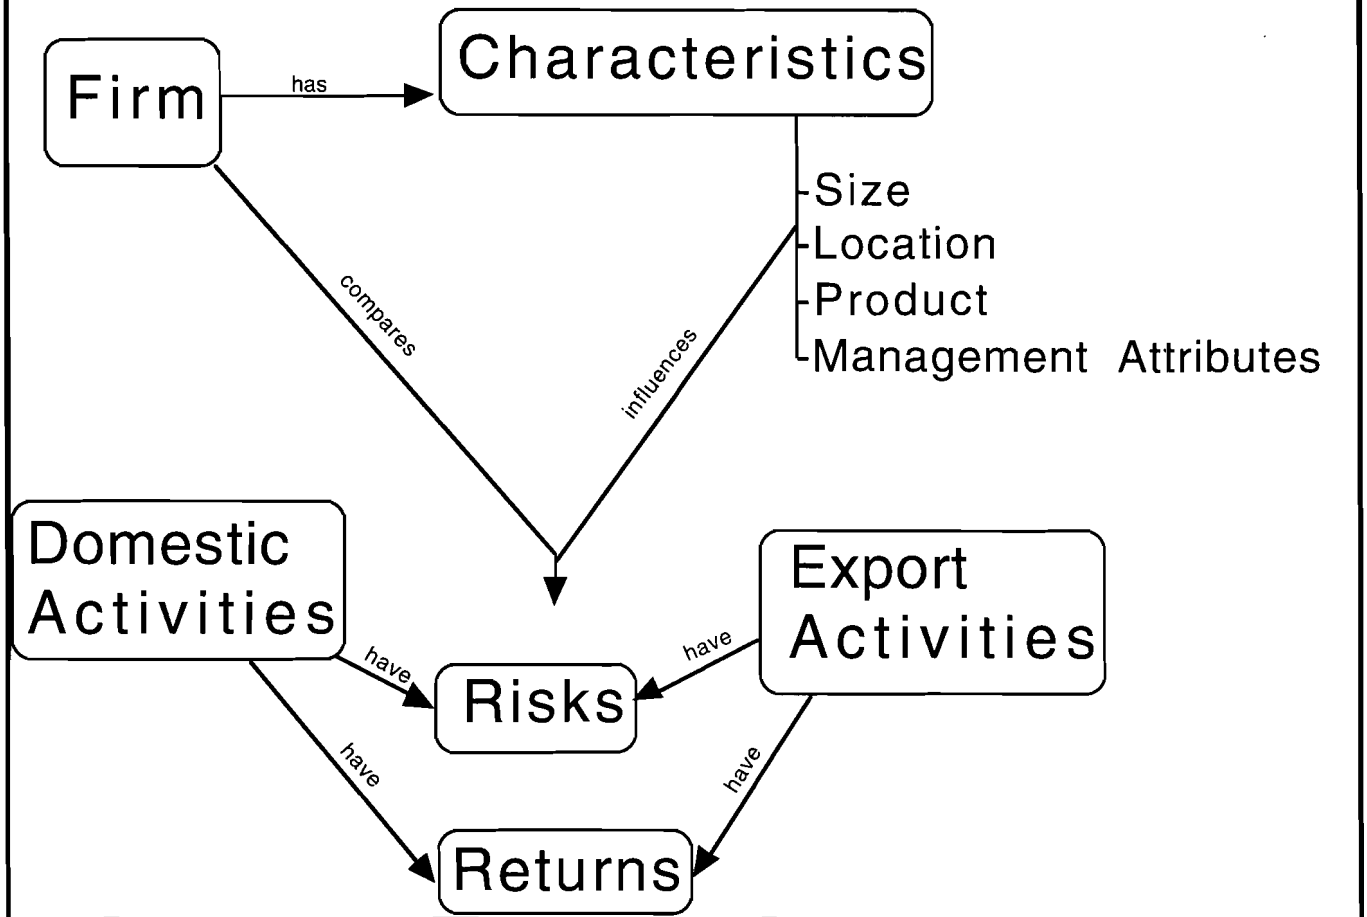 Firm
has
Characteristics
Size
Location
Product
Management Attributes
compares
influences
Domestic
Activities
Export
Activities
have
have
Risks
have
have
Returns